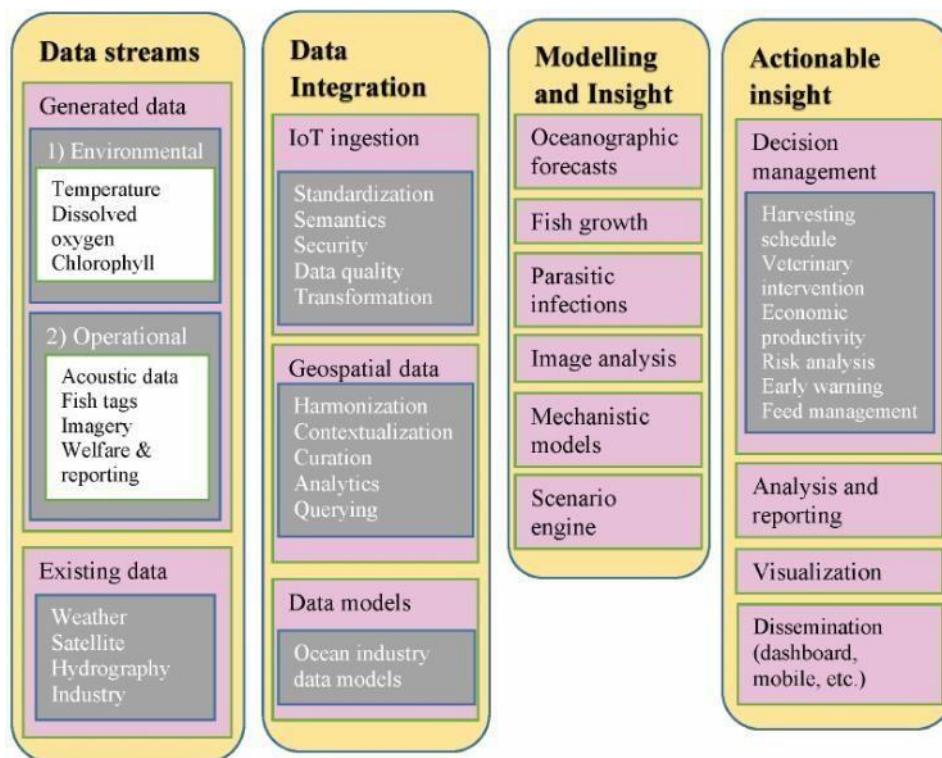 Data streams
Generated data
1) Environmental
Temperature
Dissolved
oxygen
Chlorophyll
2) Operational
Acoustic data
Fish tags
Imagery
Welfare &
reporting
Existing data
Weather
Satellite
Hydrography
Industry
Data
Integration
IoT ingestion
Standardization
Semantics
Security
Data quality
Transformation
Geospatial data
Harmonization
Contextualization
Curation
Analytics
Querying
Data models
Ocean industry
data models
Modelling
and Insight
Oceanographic
forecasts
Fish growth
Parasitic
infections
Image analysis
Mechanistic
models
Scenario
engine
Actionable
insight
Decision
management
Harvesting
schedule
Veterinary
intervention
Economic
productivity
Risk analysis
Early warning
Feed management
Analysis and
reporting
Visualization
Dissemination
(dashboard,
mobile, etc.)